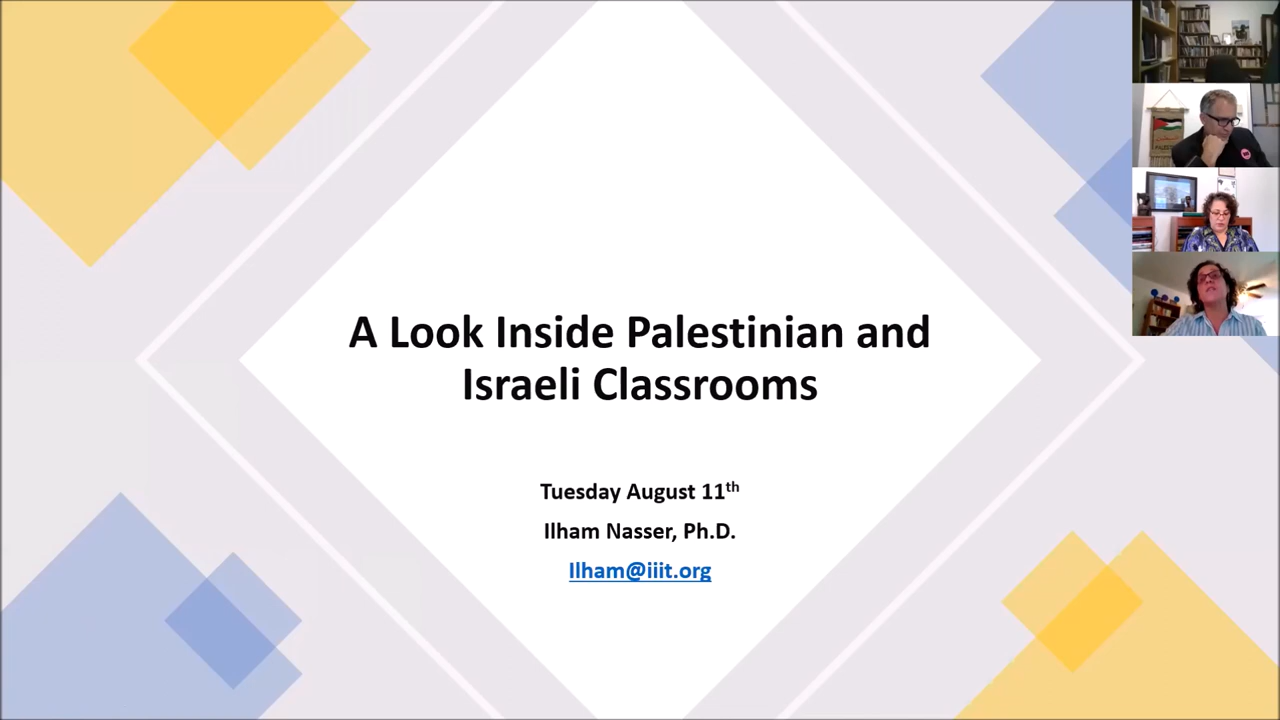 A Look Inside Palestinian and
Israeli Classrooms
Tuesday August 11th
Ilham Nasser, Ph.D.
Ilham@iiit.org